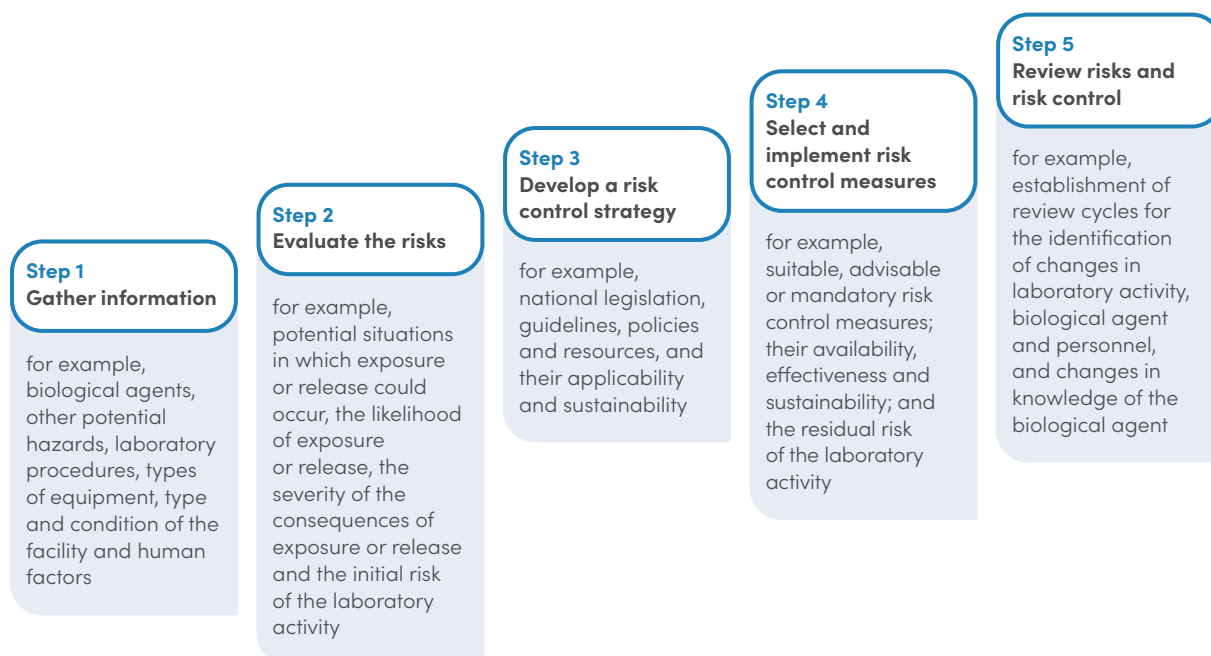 Step 1
Gather information
for example,
biological agents,
other potential
hazards, laboratory
procedures, types
of equipment, type
and condition of the
facility and human
factors
Step 2
Evaluate the risks
for example,
potential situations
in which exposure
or release could
occur, the likelihood
of exposure
or release, the
severity of the
consequences of
exposure or release
and the initial risk
of the laboratory
activity
Step 3
Develop a risk
control strategy
for example,
national legislation,
guidelines, policies
and resources, and
their applicability
and sustainability
Step 4
Select and
implement risk
control measures
for example,
suitable, advisable
or mandatory risk
control measures;
their availability,
effectiveness and
sustainability; and
the residual risk
of the laboratory
activity
Step 5
Review risks and
risk control
for example,
establishment of
review cycles for
the identification
of changes in
laboratory activity,
biological agent
and personnel,
and changes in
knowledge of the
biological agent